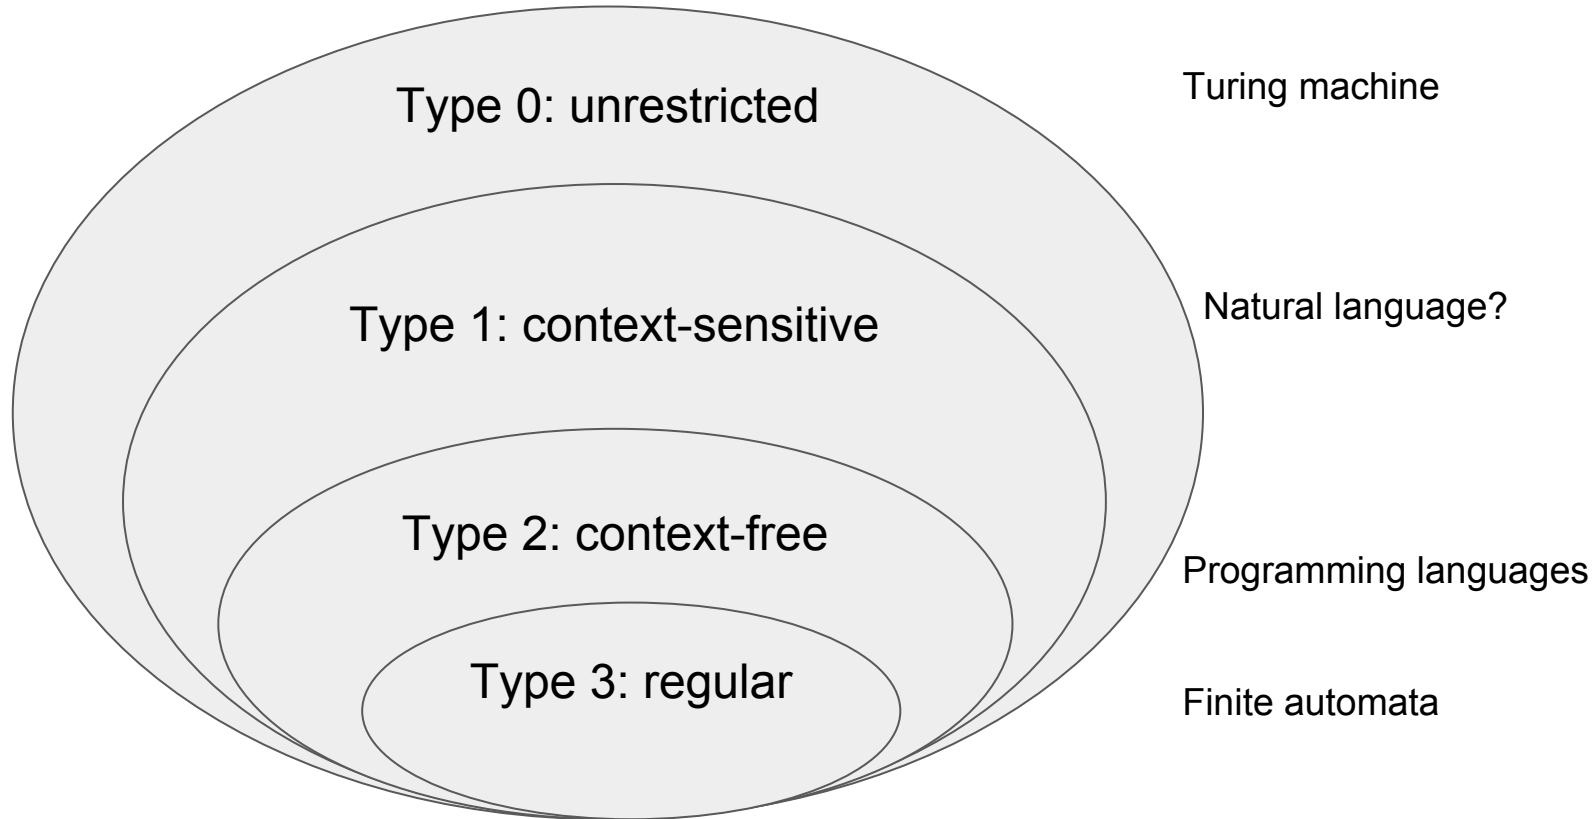 Type 0: unrestricted
Turing machine
Type 1: context-sensitive
Natural language?
Type 2: context-free
Programming languages
Type 3: regular
Finite automata